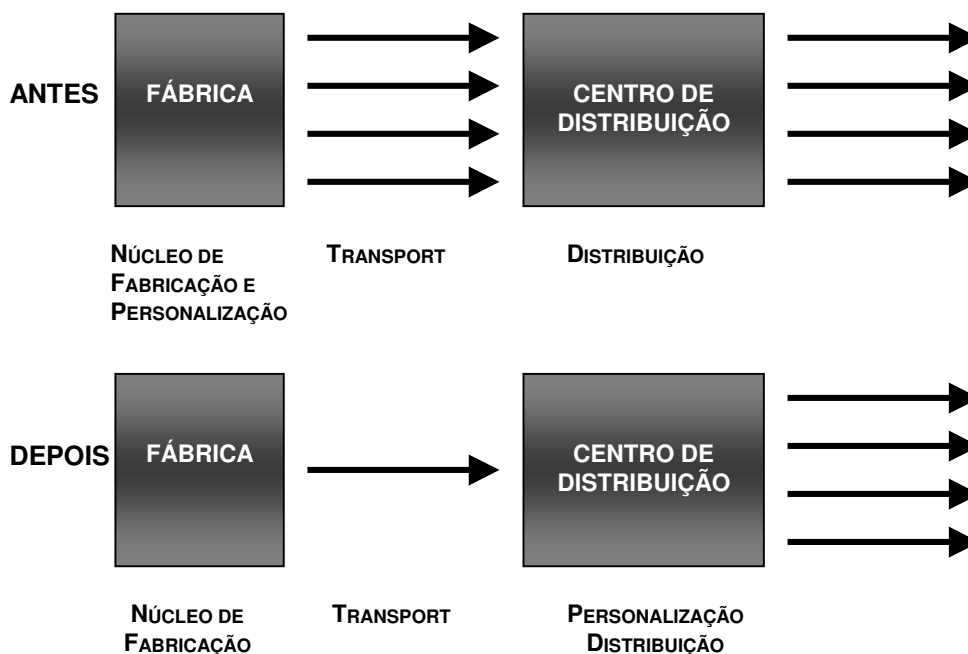 ANTES
FÁBRICA
CENTRO DE
DISTRIBUIÇÃO
NÚCLEO DE
FABRICAÇÃO E
PERSONALIZAÇÃO
TRANSPORT
DISTRIBUIÇÃO
DEPOIS
FÁBRICA
CENTRO DE
DISTRIBUIÇÃO
NÚCLEO DE
FABRICAÇÃO
TRANSPORT
PERSONALIZAÇÃO
DISTRIBUIÇÃO